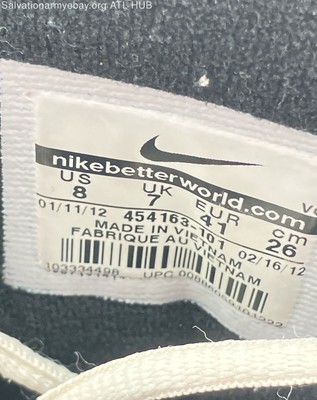 Salvationarmyebay.org ATL HUB
nikebetterworld.com
US UK EUR cm
8 7 41 26
01/11/12 454163-101 02/16/12
MADE IN VIETNAM
FABRIQUE AU VIETNAM
UPC